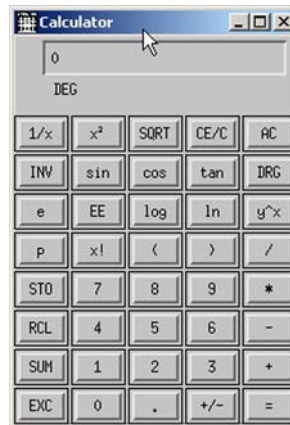 Calculator
0
DEG
1/x x² SQRT CE/C AC
INV sin cos tan DRG
e EE log ln y^x
p x! ( ) /
STO 7 8 9 *
RCL 4 5 6 -
SUM 1 2 3 +
EXC 0 . +/- =